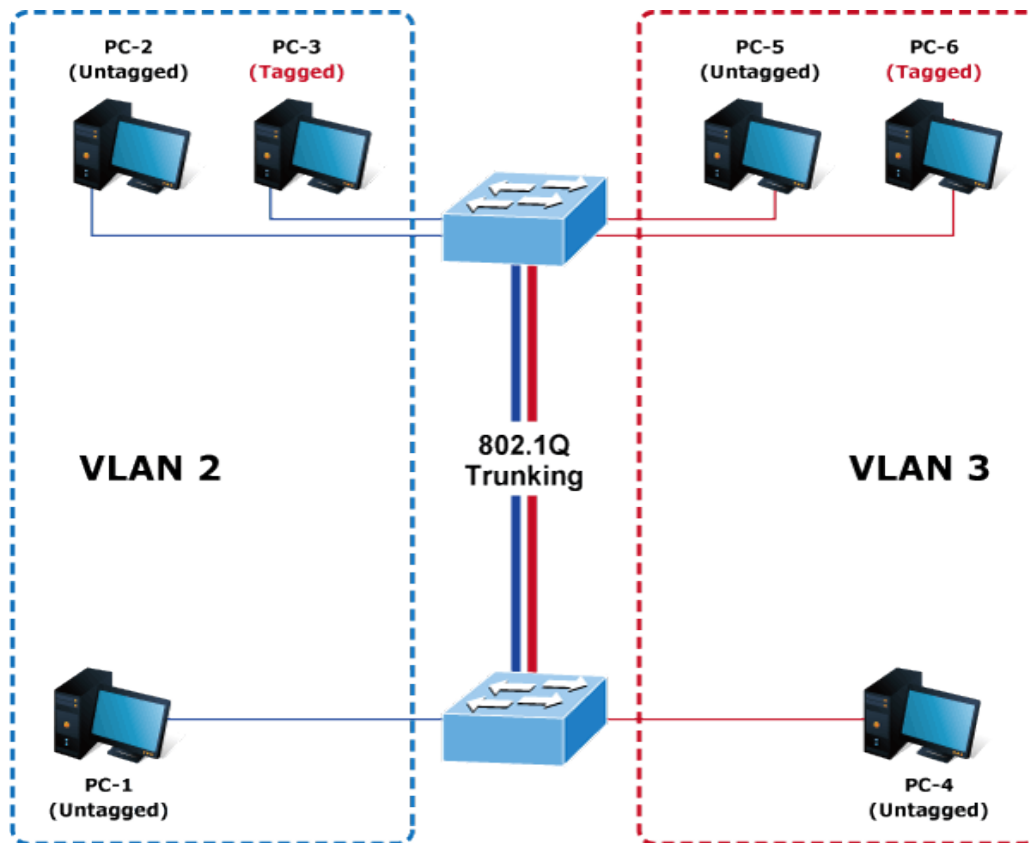 PC-2
(Untagged)
PC-3
(Tagged)
PC-5
(Untagged)
PC-6
(Tagged)
VLAN 2
802.1Q
Trunking
VLAN 3
PC-1
(Untagged)
PC-4
(Untagged)